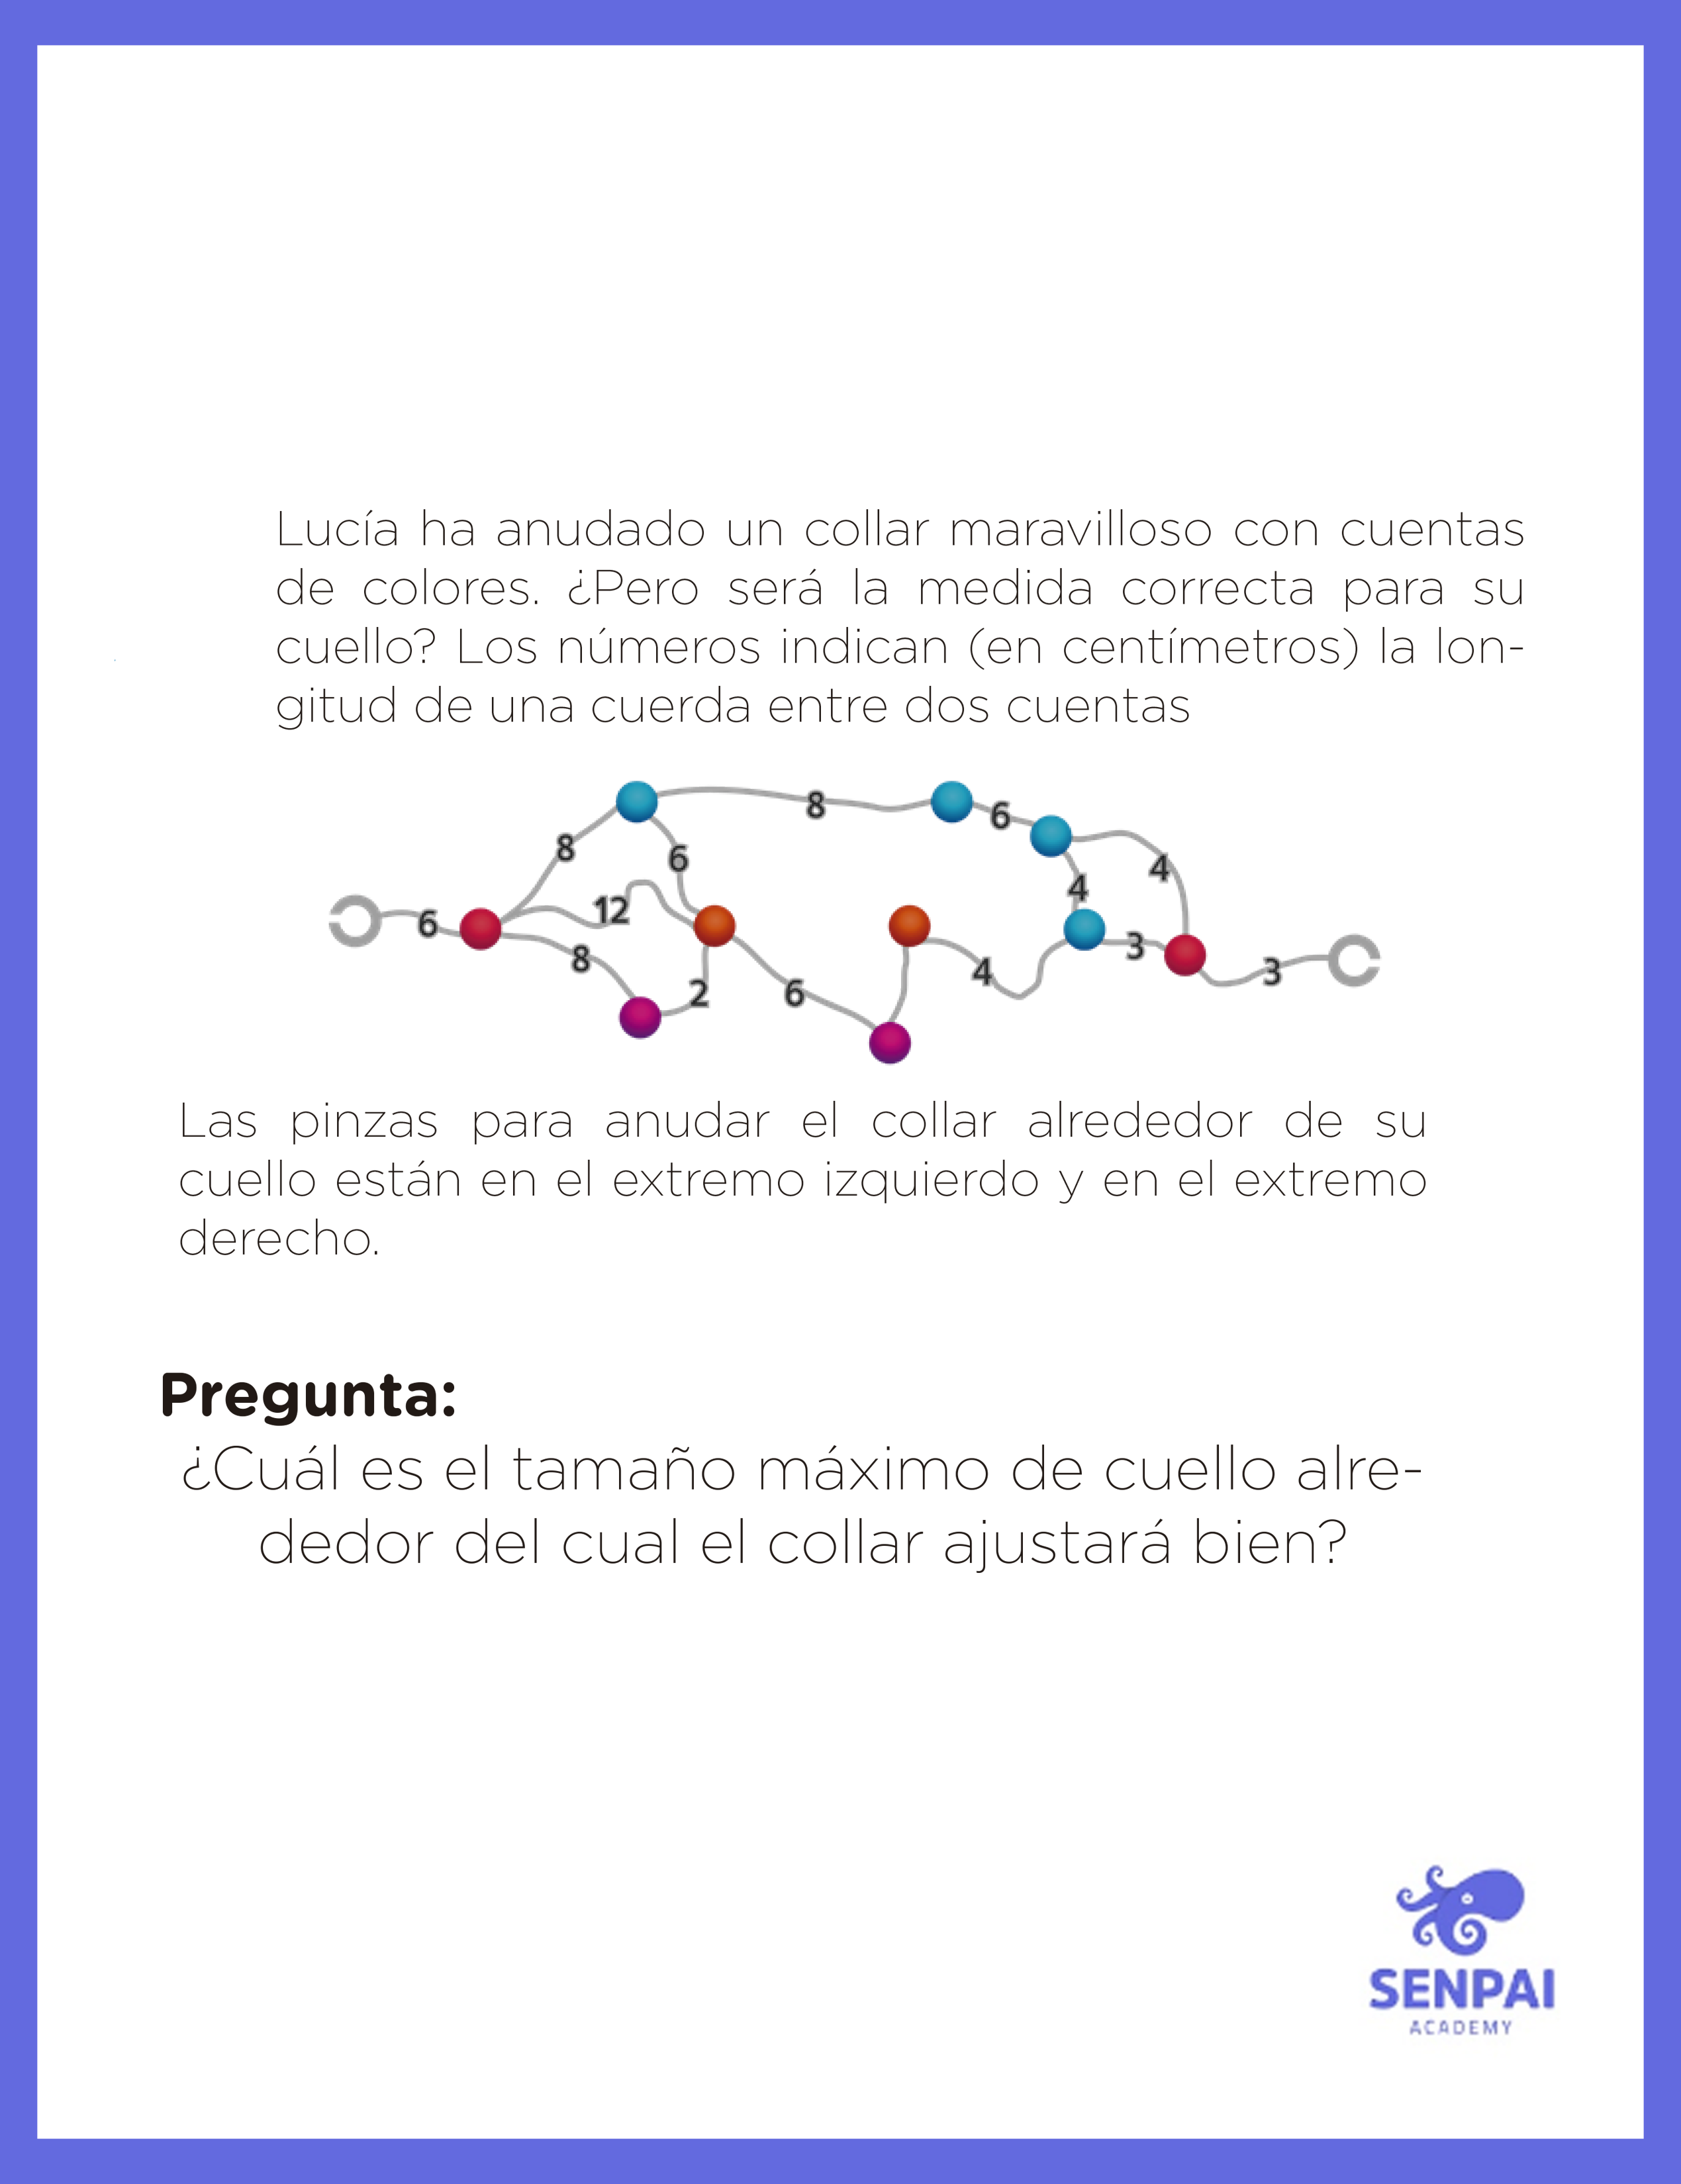 Lucía ha anudado un collar maravilloso con cuentas
de colores. ¿Pero será la medida correcta para su
cuello? Los números indican (en centímetros) la lon-
gitud de una cuerda entre dos cuentas
8
6
8
6
4
4
12
6
3
8
4
3
2
6
Las pinzas para anudar el collar alrededor de su
cuello están en el extremo izquierdo y en el extremo
derecho.
Pregunta:
¿Cuál es el tamaño máximo de cuello alre-
dedor del cual el collar ajustará bien?
SENPAI
ACADEMY